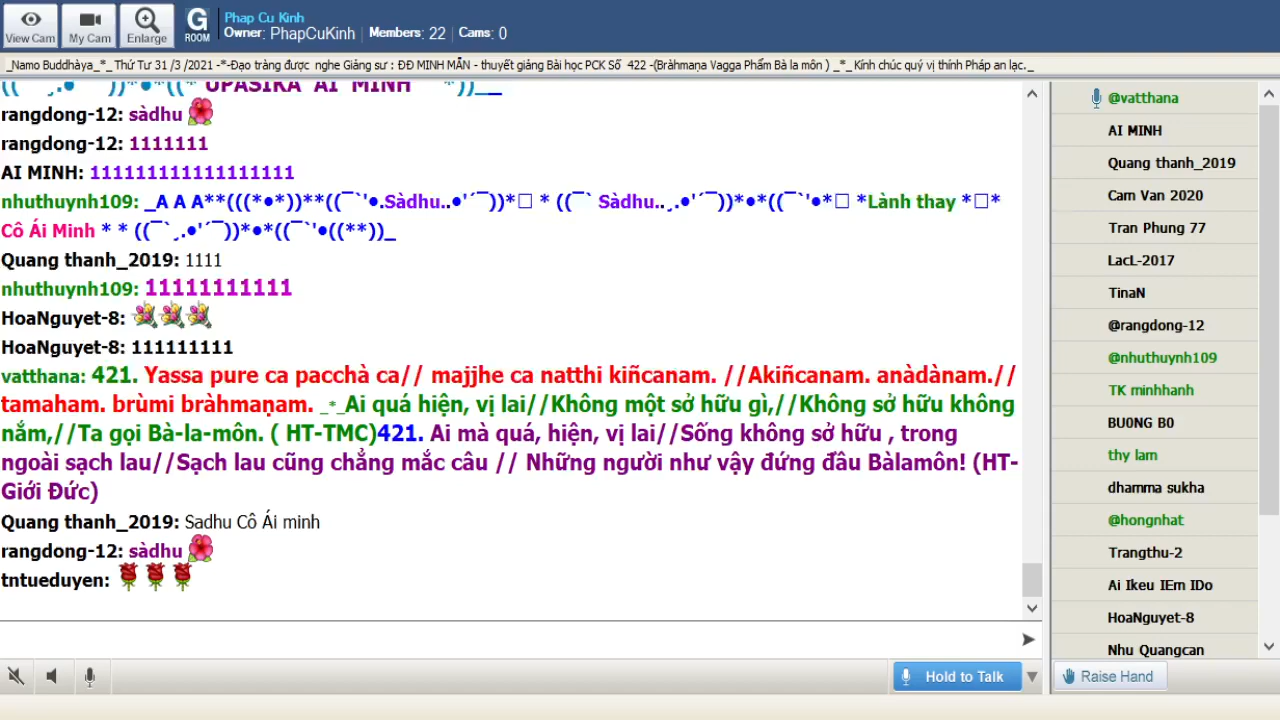 View Cam
My Cam
Enlarge
G ROOM
Phap Cu Kinh
Owner: PhapCuKinh | Members: 22 | Cams: 0
_Namo Buddhàya_*_ Thứ Tư 31 /3 /2021 -*-Đạo tràng được nghe Giảng sư : ĐĐ MINH MẪN - thuyết giảng Bài học PCK Số 422 -(Bràhmaṇa Vagga Phẩm Bà la môn ) _*_ Kính chúc quý vị thính Pháp an lạc._
UPASIKA AI MINH
rangdong-12: sàdhu
rangdong-12: 1111111
AI MINH: 111111111111111111
nhuthuynh109: _A A A**(((*•*))**((¯`'•.Sàdhu..•'´¯))*□ * ((¯` Sàdhu..¸.•'´¯))*•*((¯`'•*□ *Lành thay *□*
Cô Ái Minh * * ((¯`¸.•'´¯))*•*((¯`'•((**))_
Quang thanh_2019: 1111
nhuthuynh109: 11111111111
HoaNguyet-8:
HoaNguyet-8: 111111111
vatthana: 421. Yassa pure ca pacchà ca// majjhe ca natthi kiñcanam. //Akiñcanam. anàdànam.//
tamaham. brùmi bràhmaṇam. _*_Ai quá hiện, vị lai//Không một sở hữu gì,//Không sở hữu không
nắm,//Ta gọi Bà-la-môn. ( HT-TMC)421. Ai mà quá, hiện, vị lai//Sống không sở hữu , trong
ngoài sạch lau//Sạch lau cũng chẳng mắc câu // Những người như vậy đứng đầu Bàlamôn! (HT-
Giới Đức)
Quang thanh_2019: Sadhu Cô Ái minh
rangdong-12: sàdhu
tntueduyen:
Hold to Talk
@vatthana
AI MINH
Quang thanh_2019
Cam Van 2020
Tran Phung 77
LacL-2017
TinaN
@rangdong-12
@nhuthuynh109
TK minhhanh
BU0NG B0
thy lam
dhamma sukha
@hongnhat
Trangthu-2
Ai Ikeu IEm IDo
HoaNguyet-8
Nhu Quangcan
Raise Hand